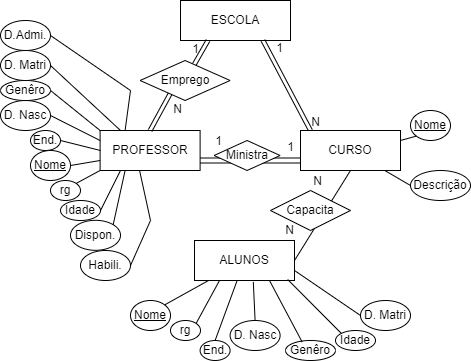 ESCOLA
D.Admi.
1
1
D. Matri
Emprego
Genêro
D. Nasc
N
N
Nome
End.
PROFESSOR
1
Ministra
1
CURSO
Nome
rg
N
Descrição
Idade
Capacita
Dispon.
N
Habili.
ALUNOS
Nome
D. Matri
rg
D. Nasc
Idade
End.
Genêro